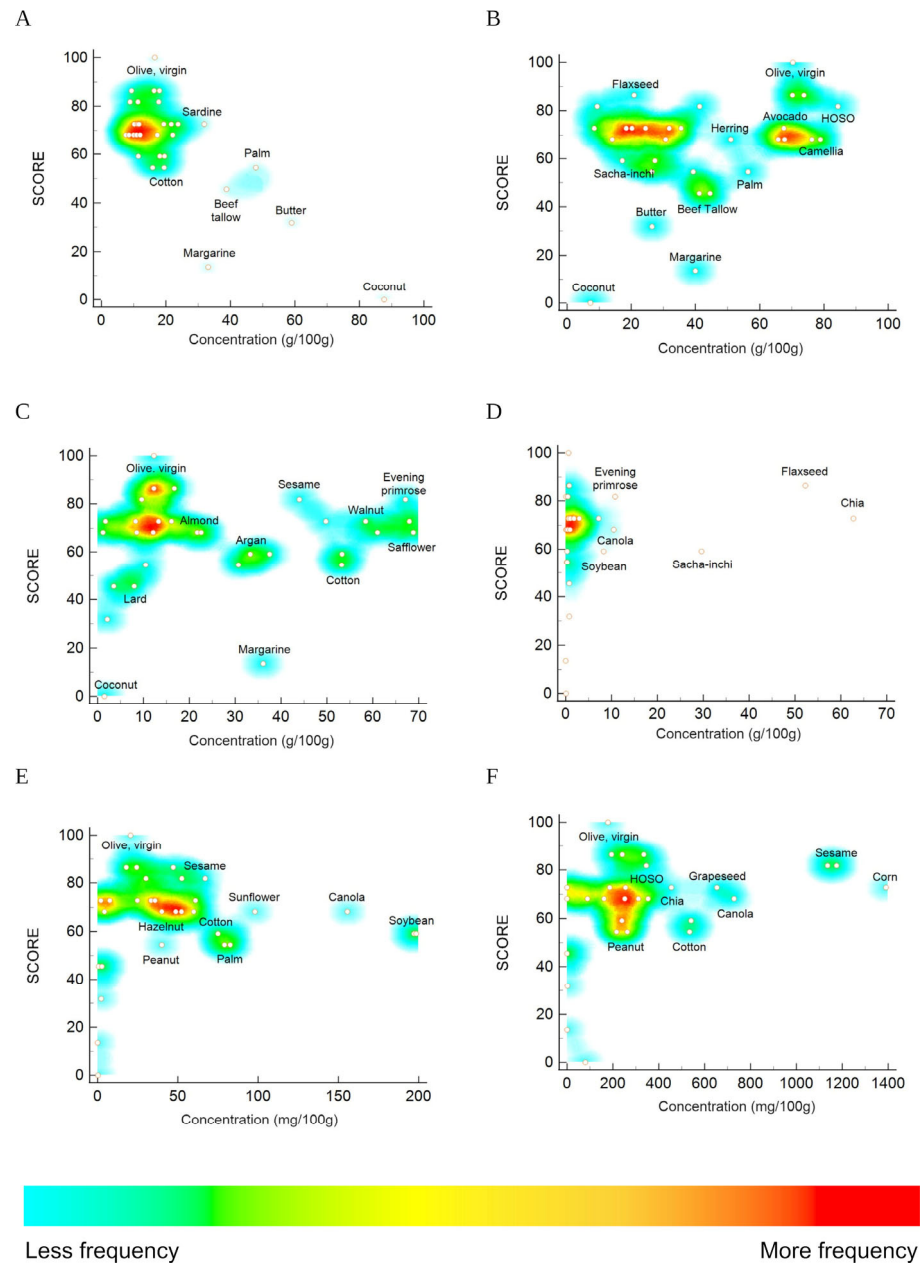 A
100
80
60
40
20
0
SCORE
Olive, virgin
Sardine
Cotton
Palm
Beef
tallow
Butter
Margarine
Coconut
0 20 40 60 80 100
Concentration (g/100g)
B
100
80
60
40
20
0
SCORE
Flaxseed
Olive, virgin
HOSO
Avocado
Herring
Camellia
Sacha-inchi
Palm
Beef Tallow
Butter
Margarine
Coconut
0 20 40 60 80 100
Concentration (g/100g)
C
100
80
60
40
20
0
SCORE
Olive. virgin
Sesame
Evening
primrose
Almond
Walnut
Argan
Safflower
Cotton
Lard
Margarine
Coconut
0 10 20 30 40 50 60 70
Concentration (g/100g)
D
100
80
60
40
20
0
SCORE
Evening
primrose
Flaxseed
Chia
Canola
Soybean
Sacha-inchi
0 10 20 30 40 50 60 70
Concentration (g/100g)
E
100
80
60
40
20
0
SCORE
Olive, virgin
Sesame
Sunflower
Canola
Hazelnut
Cotton
Soybean
Peanut
Palm
0 50 100 150 200
Concentration (mg/100g)
F
100
80
60
40
20
0
SCORE
Olive, virgin
Sesame
HOSO
Grapeseed
Corn
Chia
Canola
Peanut
Cotton
0 200 400 600 800 1000 1200 1400
Concentration (mg/100g)
Less frequency
More frequency